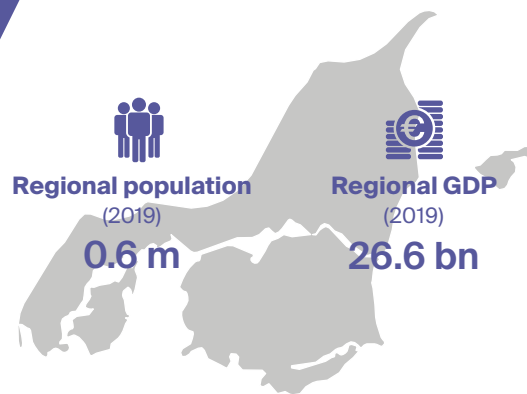 Regional population
(2019)
0.6 m
€
Regional GDP
(2019)
26.6 bn